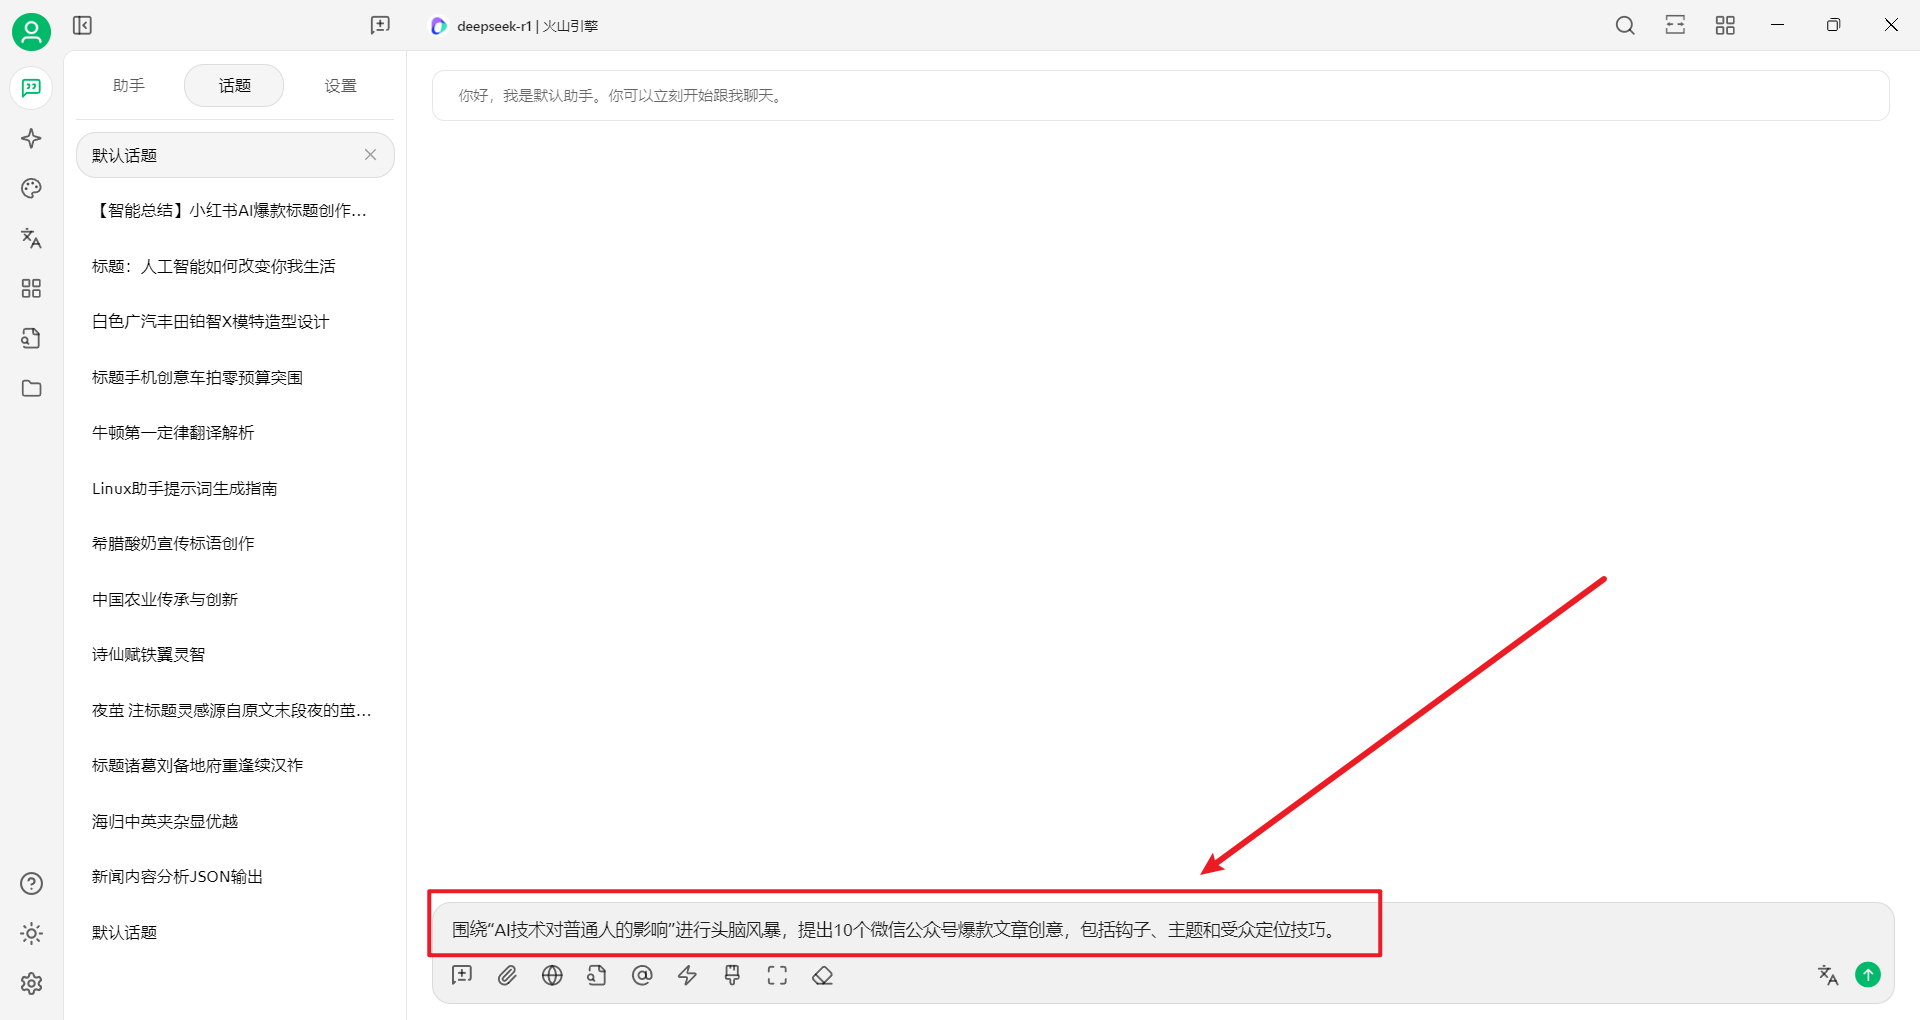 deepseek-r1 | 火山引擎
助手
话题
设置
默认话题
【智能总结】小红书AI爆款标题创作...
标题：人工智能如何改变你我生活
白色广汽丰田铂智X模特造型设计
标题手机创意车拍零预算突围
牛顿第一定律翻译解析
Linux助手提示词生成指南
希腊酸奶宣传标语创作
中国农业传承与创新
诗仙赋铁翼灵智
夜茧 注标题灵感源自原文末段夜的茧...
标题诸葛刘备地府重逢续汉祚
海归中英夹杂显优越
新闻内容分析JSON输出
默认话题
你好，我是默认助手。你可以立刻开始跟我聊天。
围绕“AI技术对普通人的影响”进行头脑风暴，提出10个微信公众号爆款文章创意，包括钩子、主题和受众定位技巧。